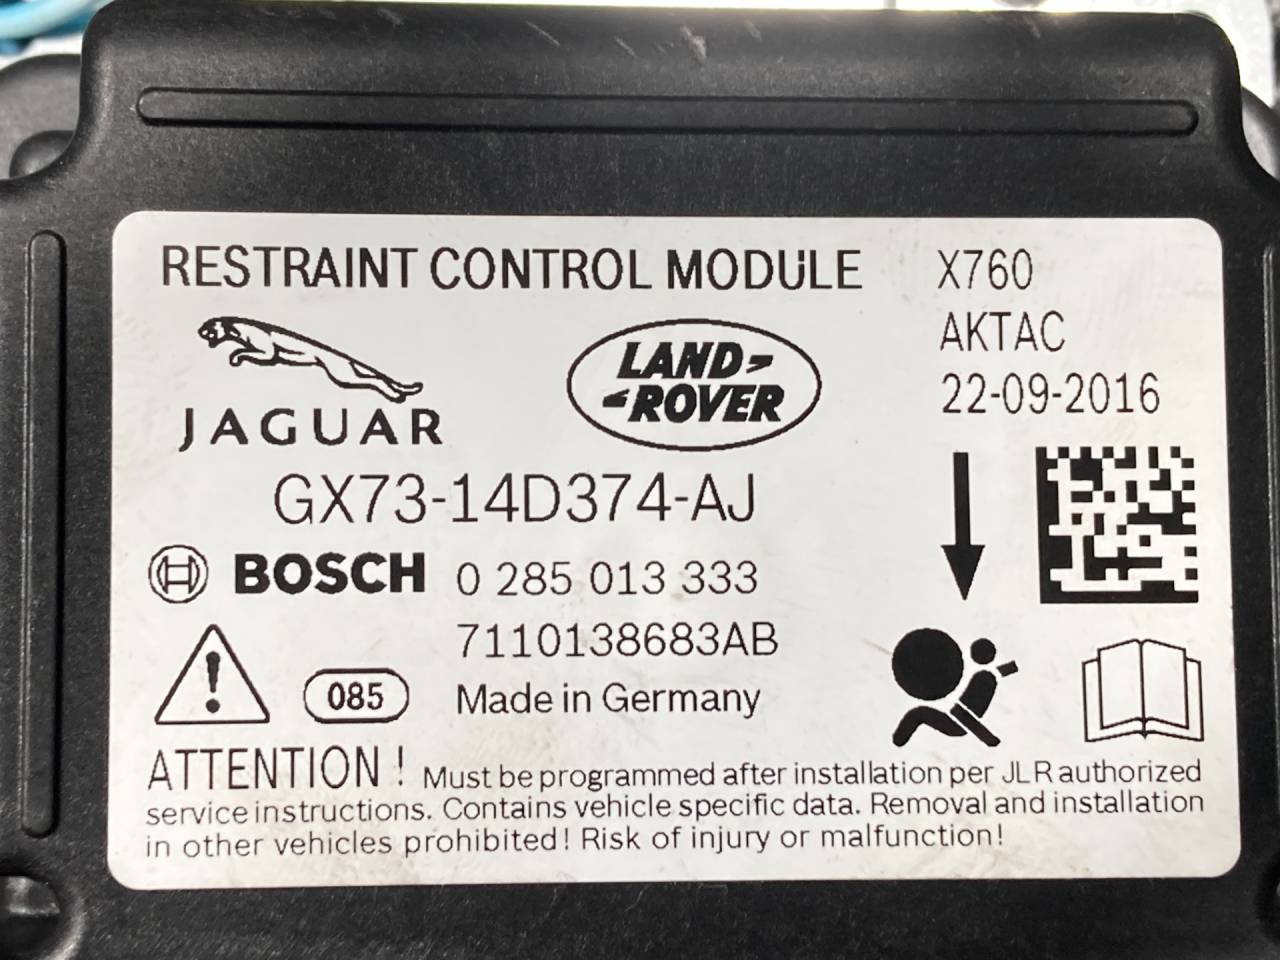 RESTRAINT CONTROL MODULE
X760
AKTAC
22-09-2016
JAGUAR
LAND-
ROVER
GX73-14D374-AJ
BOSCH 0 285 013 333
7110138683AB
085
Made in Germany
ATTENTION ! Must be programmed after installation per JLR authorized
service instructions. Contains vehicle specific data. Removal and installation
in other vehicles prohibited! Risk of injury or malfunction!